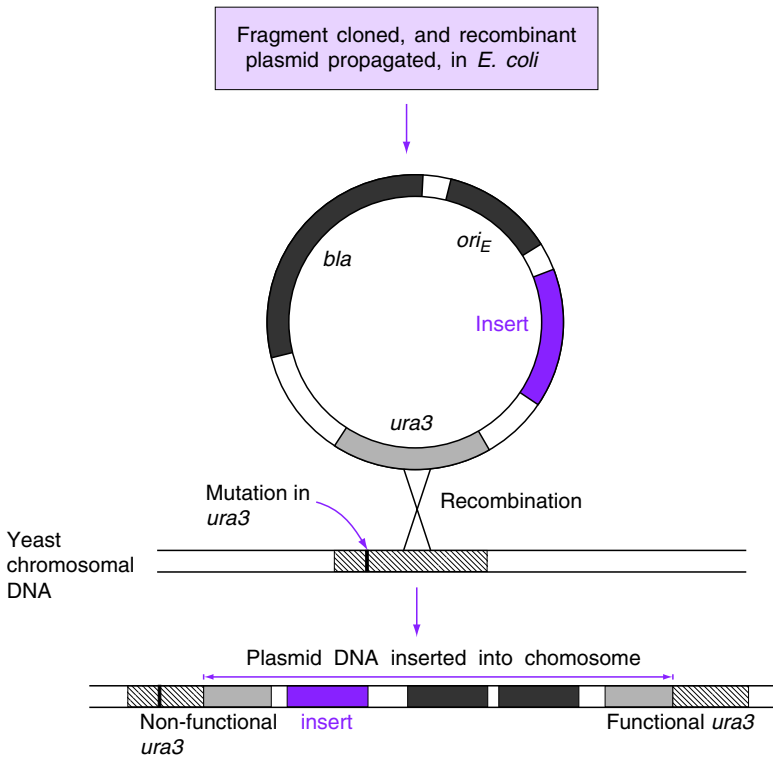 Fragment cloned, and recombinant
plasmid propagated, in E. coli
bla
oriE
Insert
ura3
Mutation in
ura3
Recombination
Yeast
chromosomal
DNA
Plasmid DNA inserted into chomosome
Non-functional
ura3
insert
Functional ura3